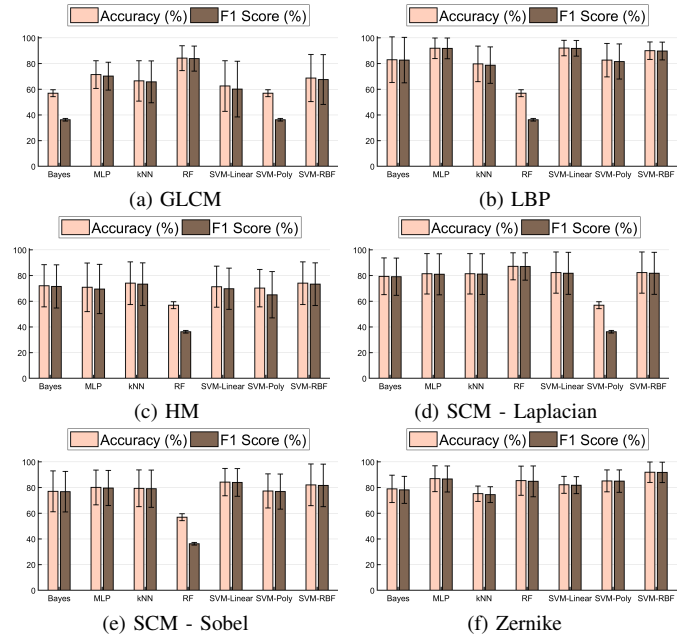 Accuracy (%) F1 Score (%)
100
80
60
40
20
0
Bayes MLP kNN RF SVM-Linear SVM-Poly SVM-RBF
(a) GLCM
Accuracy (%) F1 Score (%)
100
80
60
40
20
0
Bayes MLP kNN RF SVM-Linear SVM-Poly SVM-RBF
(b) LBP
Accuracy (%) F1 Score (%)
100
80
60
40
20
0
Bayes MLP kNN RF SVM-Linear SVM-Poly SVM-RBF
(c) HM
Accuracy (%) F1 Score (%)
100
80
60
40
20
0
Bayes MLP kNN RF SVM-Linear SVM-Poly SVM-RBF
(d) SCM - Laplacian
Accuracy (%) F1 Score (%)
100
80
60
40
20
0
Bayes MLP kNN RF SVM-Linear SVM-Poly SVM-RBF
(e) SCM - Sobel
Accuracy (%) F1 Score (%)
100
80
60
40
20
0
Bayes MLP kNN RF SVM-Linear SVM-Poly SVM-RBF
(f) Zernike